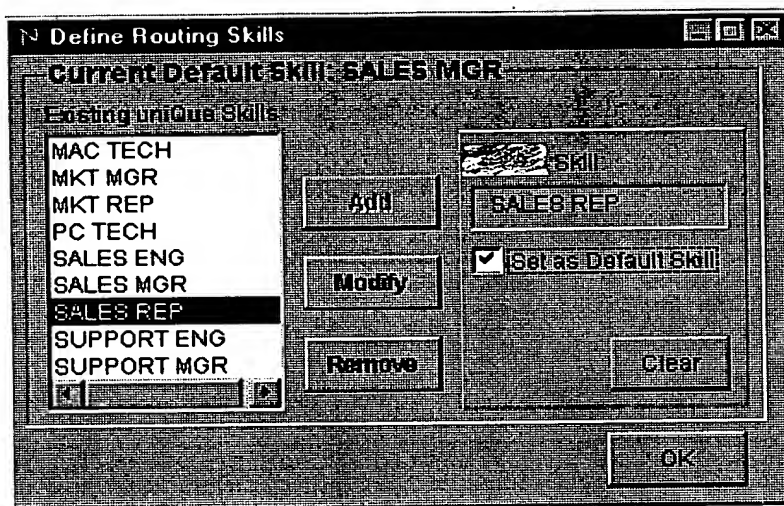 Define Routing Skills
Current Default Skill: SALES MGR
Existing uniQue Skills
MAC TECH
MKT MGR
MKT REP
PC TECH
SALES ENG
SALES MGR
SALES REP
SUPPORT ENG
SUPPORT MGR
Add
Modify
Remove
Skill
SALES REP
Set as Default Skill
Clear
OK